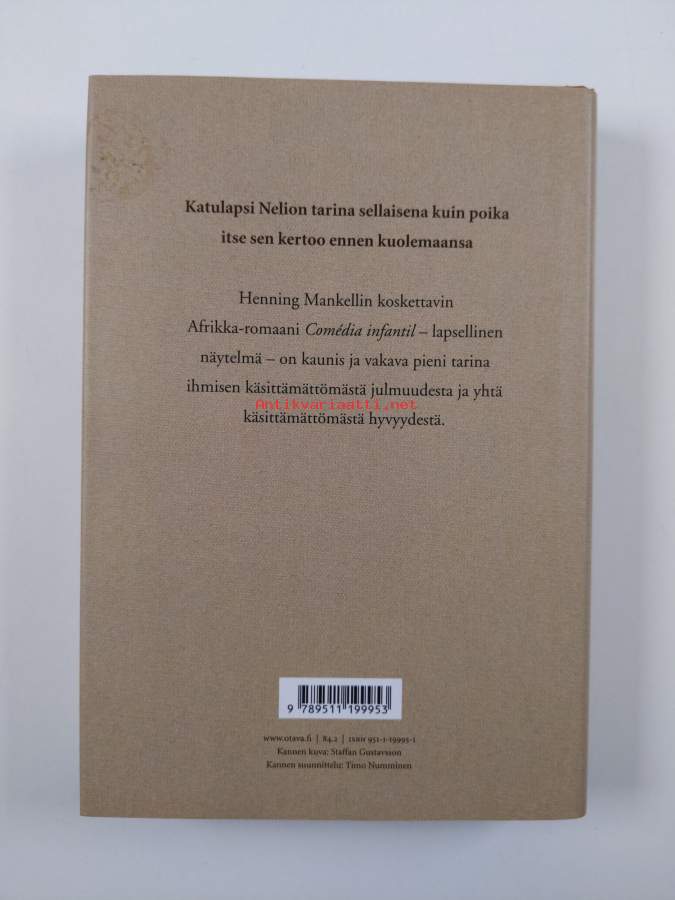 Katulapsi Nelion tarina sellaisena kuin poika
itse sen kertoo ennen kuolemaansa
Henning Mankellin koskettavin
Afrikka-romaani Comédia infantil – lapsellinen
näytelmä – on kaunis ja vakava pieni tarina
ihmisen käsittämättömästä julmuudesta ja yhtä
Antikvariaatti.net
käsittämättömästä hyvyydestä.
9 789511 199953
www.otava.fi | 84.2 | ISBN 951-1-19995-1
Kannen kuva: Staffan Gustavsson
Kannen suunnittelu: Timo Numminen